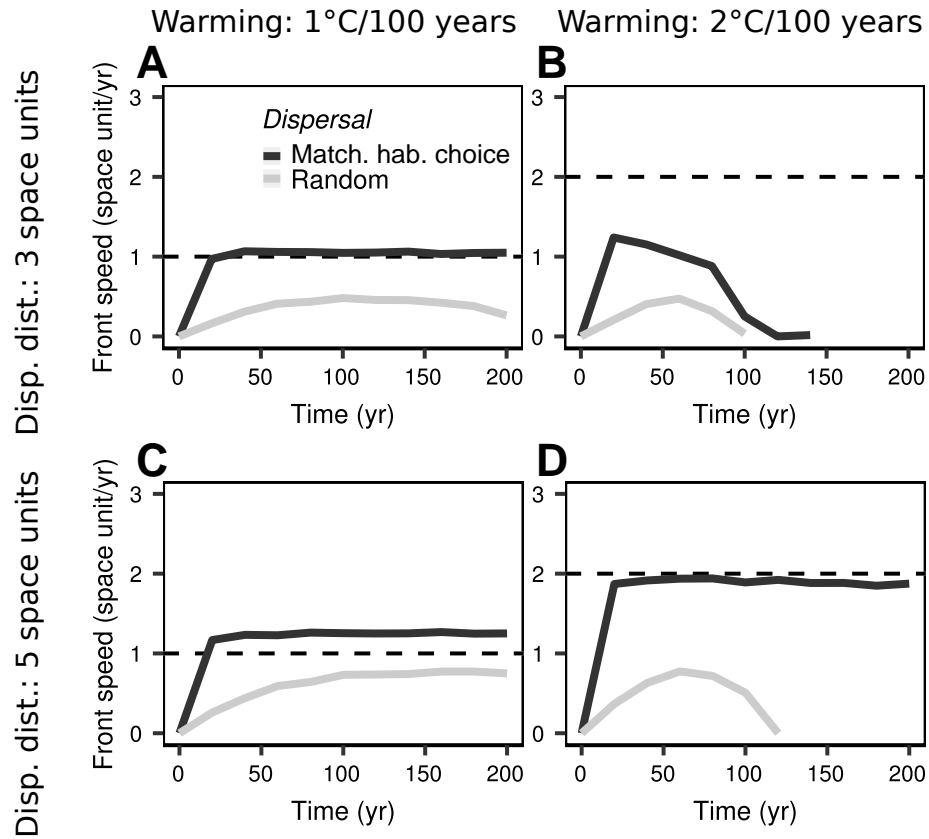 Warming: 1°C/100 years
Warming: 2°C/100 years
Disp. dist.: 3 space units
A
Front speed (space unit/yr)
3
2
1
0
Dispersal
Match. hab. choice
Random
0 50 100 150 200
Time (yr)
B
3
2
1
0
0 50 100 150 200
Time (yr)
Disp. dist.: 5 space units
C
Front speed (space unit/yr)
3
2
1
0
0 50 100 150 200
Time (yr)
D
3
2
1
0
0 50 100 150 200
Time (yr)